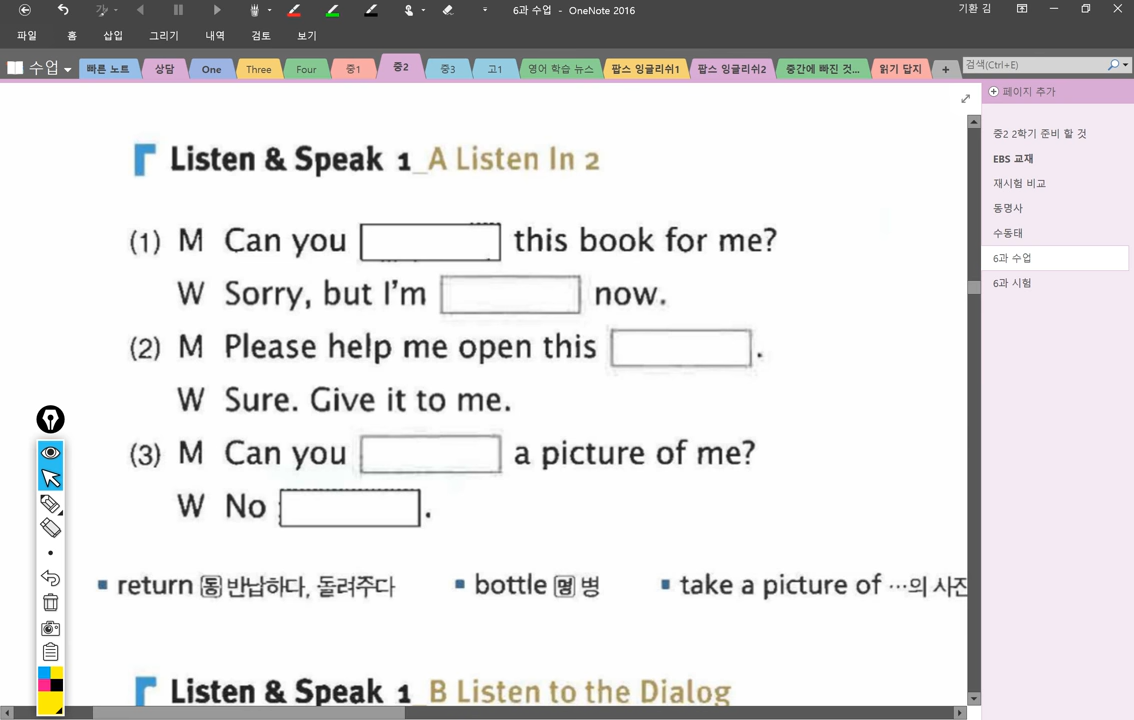 6과 수업 - OneNote 2016
기환 김
파일 홈 삽입 그리기 내역 검토 보기
수업 빠른 노트 상담 One Three Four 중1 중2 중3 고1 영어 학습 뉴스 팝스 잉글리쉬1 팝스 잉글리쉬2 중간에 빠진 것... 읽기 답지 +
검색(Ctrl+E)
페이지 추가
중2 2학기 준비 할 것
EBS 교재
재시험 비교
동명사
수동태
6과 수업
6과 시험
Listen & Speak 1_A Listen In 2
(1) M Can you this book for me?
W Sorry, but I'm now.
(2) M Please help me open this .
W Sure. Give it to me.
(3) M Can you a picture of me?
W No .
▪ return 동 반납하다, 돌려주다 ▪ bottle 명 병 ▪ take a picture of …의 사진
Listen & Speak 1_B Listen to the Dialog